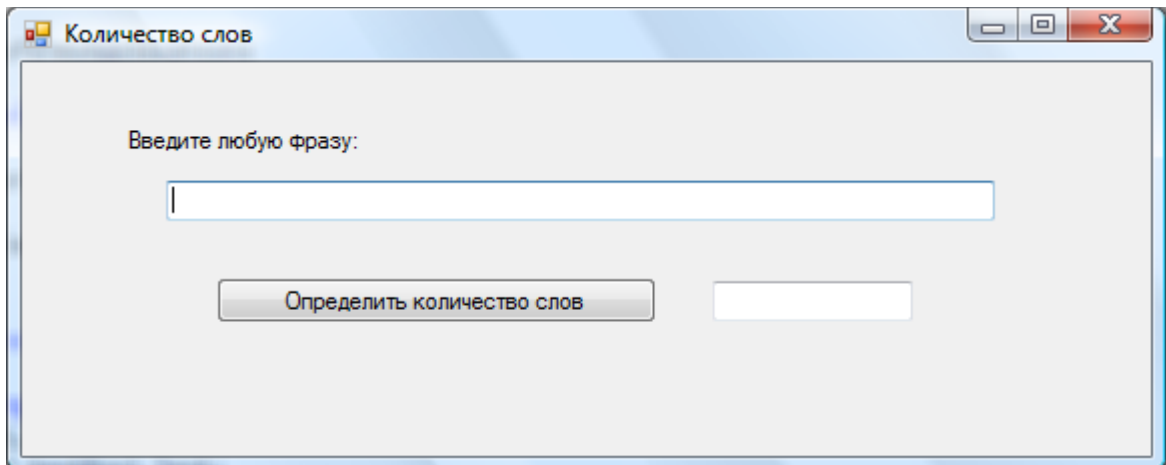 Количество слов
Введите любую фразу:
Определить количество слов